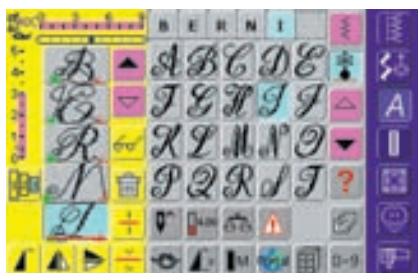 B E R N I
B A B C D E
E F G H I J
R K L M N O
N P Q R S T
I
?
0-9